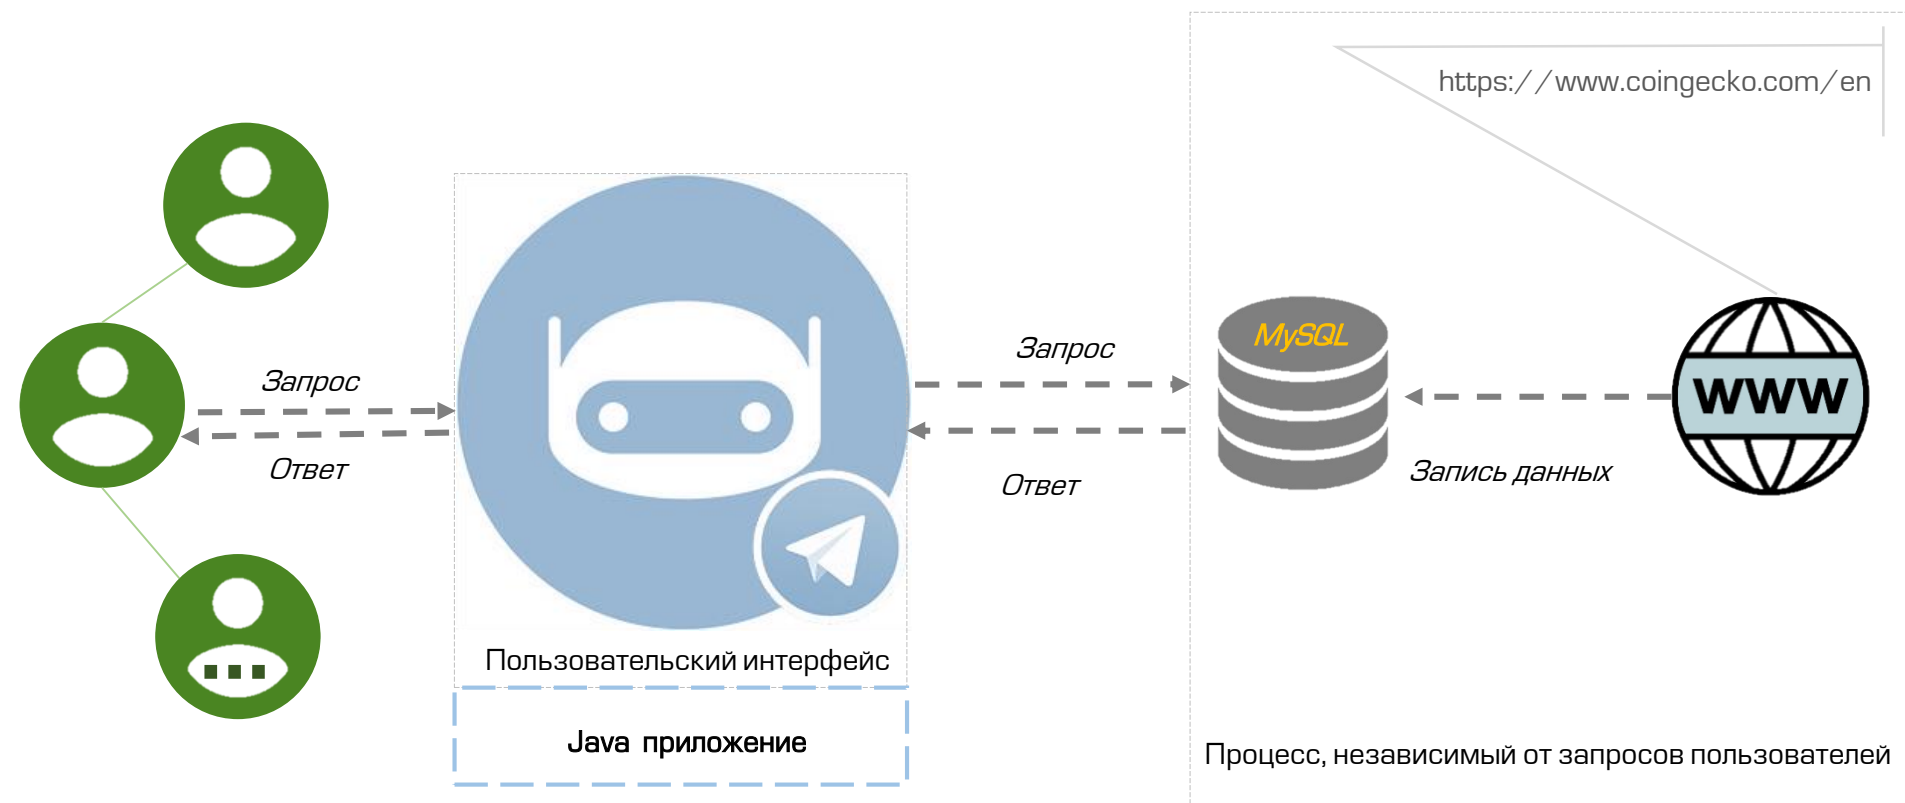 https://www.coingecko.com/en
MySQL
Запрос
Запрос
www
Ответ
Ответ
Запись данных
Пользовательский интерфейс
Java приложение
Процесс, независимый от запросов пользователей